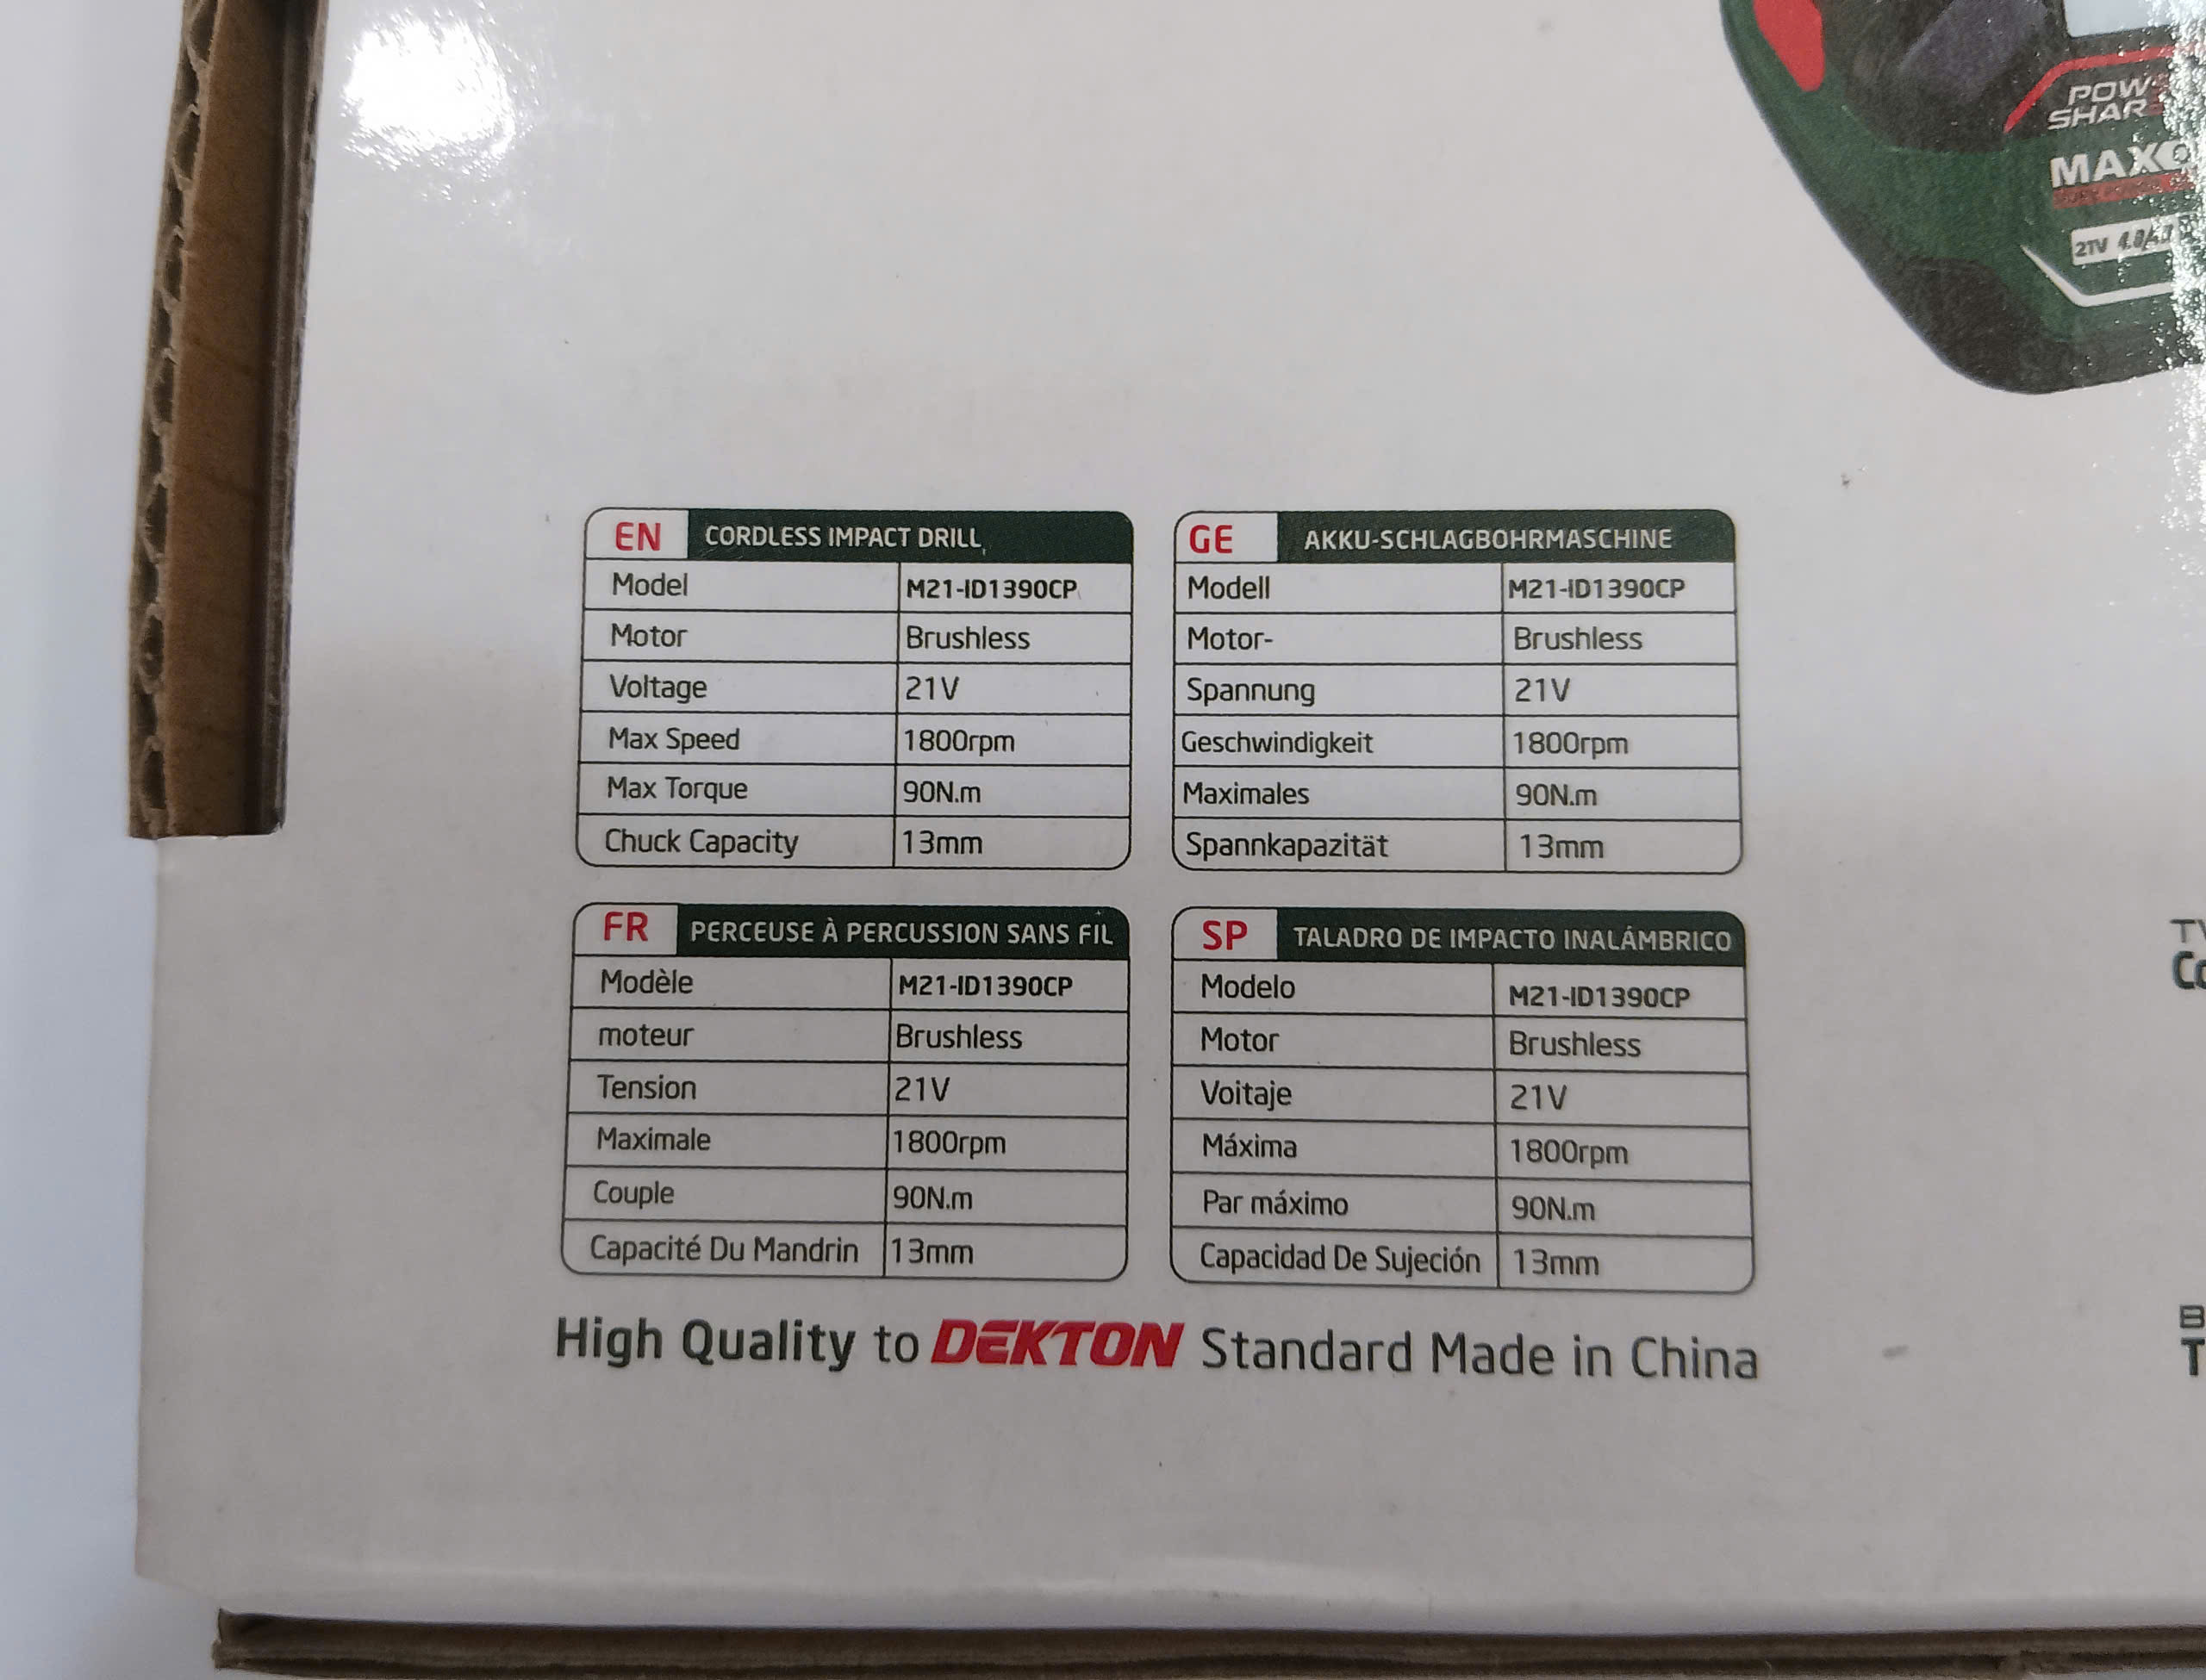 POW
SHAR
MAX
21V 4.0A
EN CORDLESS IMPACT DRILL
Model M21-ID1390CP
Motor Brushless
Voltage 21V
Max Speed 1800rpm
Max Torque 90N.m
Chuck Capacity 13mm
GE AKKU-SCHLAGBOHRMASCHINE
Modell M21-ID1390CP
Motor- Brushless
Spannung 21V
Geschwindigkeit 1800rpm
Maximales 90N.m
Spannkapazität 13mm
FR PERCEUSE À PERCUSSION SANS FIL
Modèle M21-ID1390CP
moteur Brushless
Tension 21V
Maximale 1800rpm
Couple 90N.m
Capacité Du Mandrin 13mm
SP TALADRO DE IMPACTO INALÁMBRICO
Modelo M21-ID1390CP
Motor Brushless
Voitaje 21V
Máxima 1800rpm
Par máximo 90N.m
Capacidad De Sujeción 13mm
High Quality to DEKTON Standard Made in China